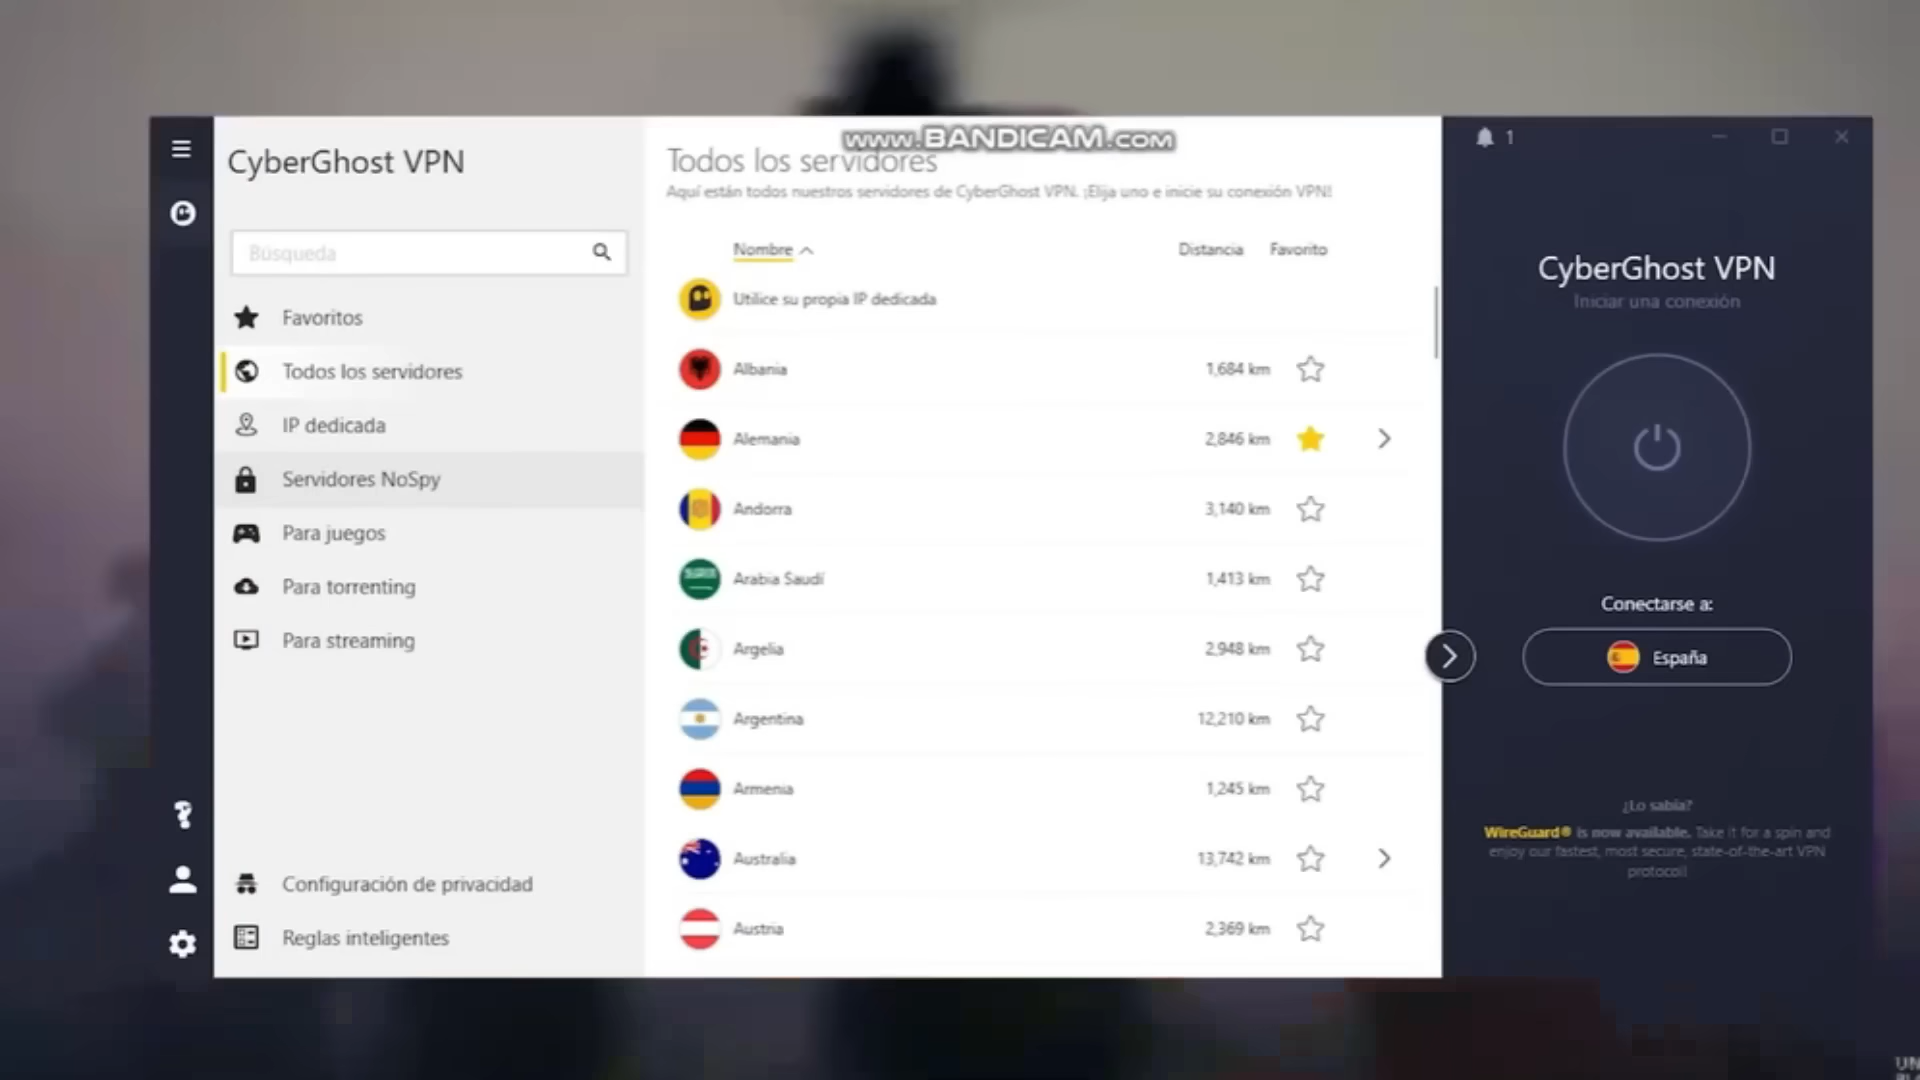 www.BANDICAM.com
1
CyberGhost VPN
Búsqueda
Favoritos
Todos los servidores
IP dedicada
Servidores NoSpy
Para juegos
Para torrenting
Para streaming
Configuración de privacidad
Reglas inteligentes
Todos los servidores
Aquí están todos nuestros servidores de CyberGhost VPN. ¡Elija uno e inicie su conexión VPN!
Nombre Distancia Favorito
Utilice su propia IP dedicada
Albania 1,684 km
Alemania 2,846 km
Andorra 3,140 km
Arabia Saudí 1,413 km
Argelia 2,948 km
Argentina 12,210 km
Armenia 1,245 km
Australia 13,742 km
Austria 2,369 km
CyberGhost VPN
Iniciar una conexión
Conectarse a:
España
¿Lo sabía?
WireGuard® is now available. Take it for a spin and
enjoy our fastest, most secure, state-of-the-art VPN
protocol!
UN